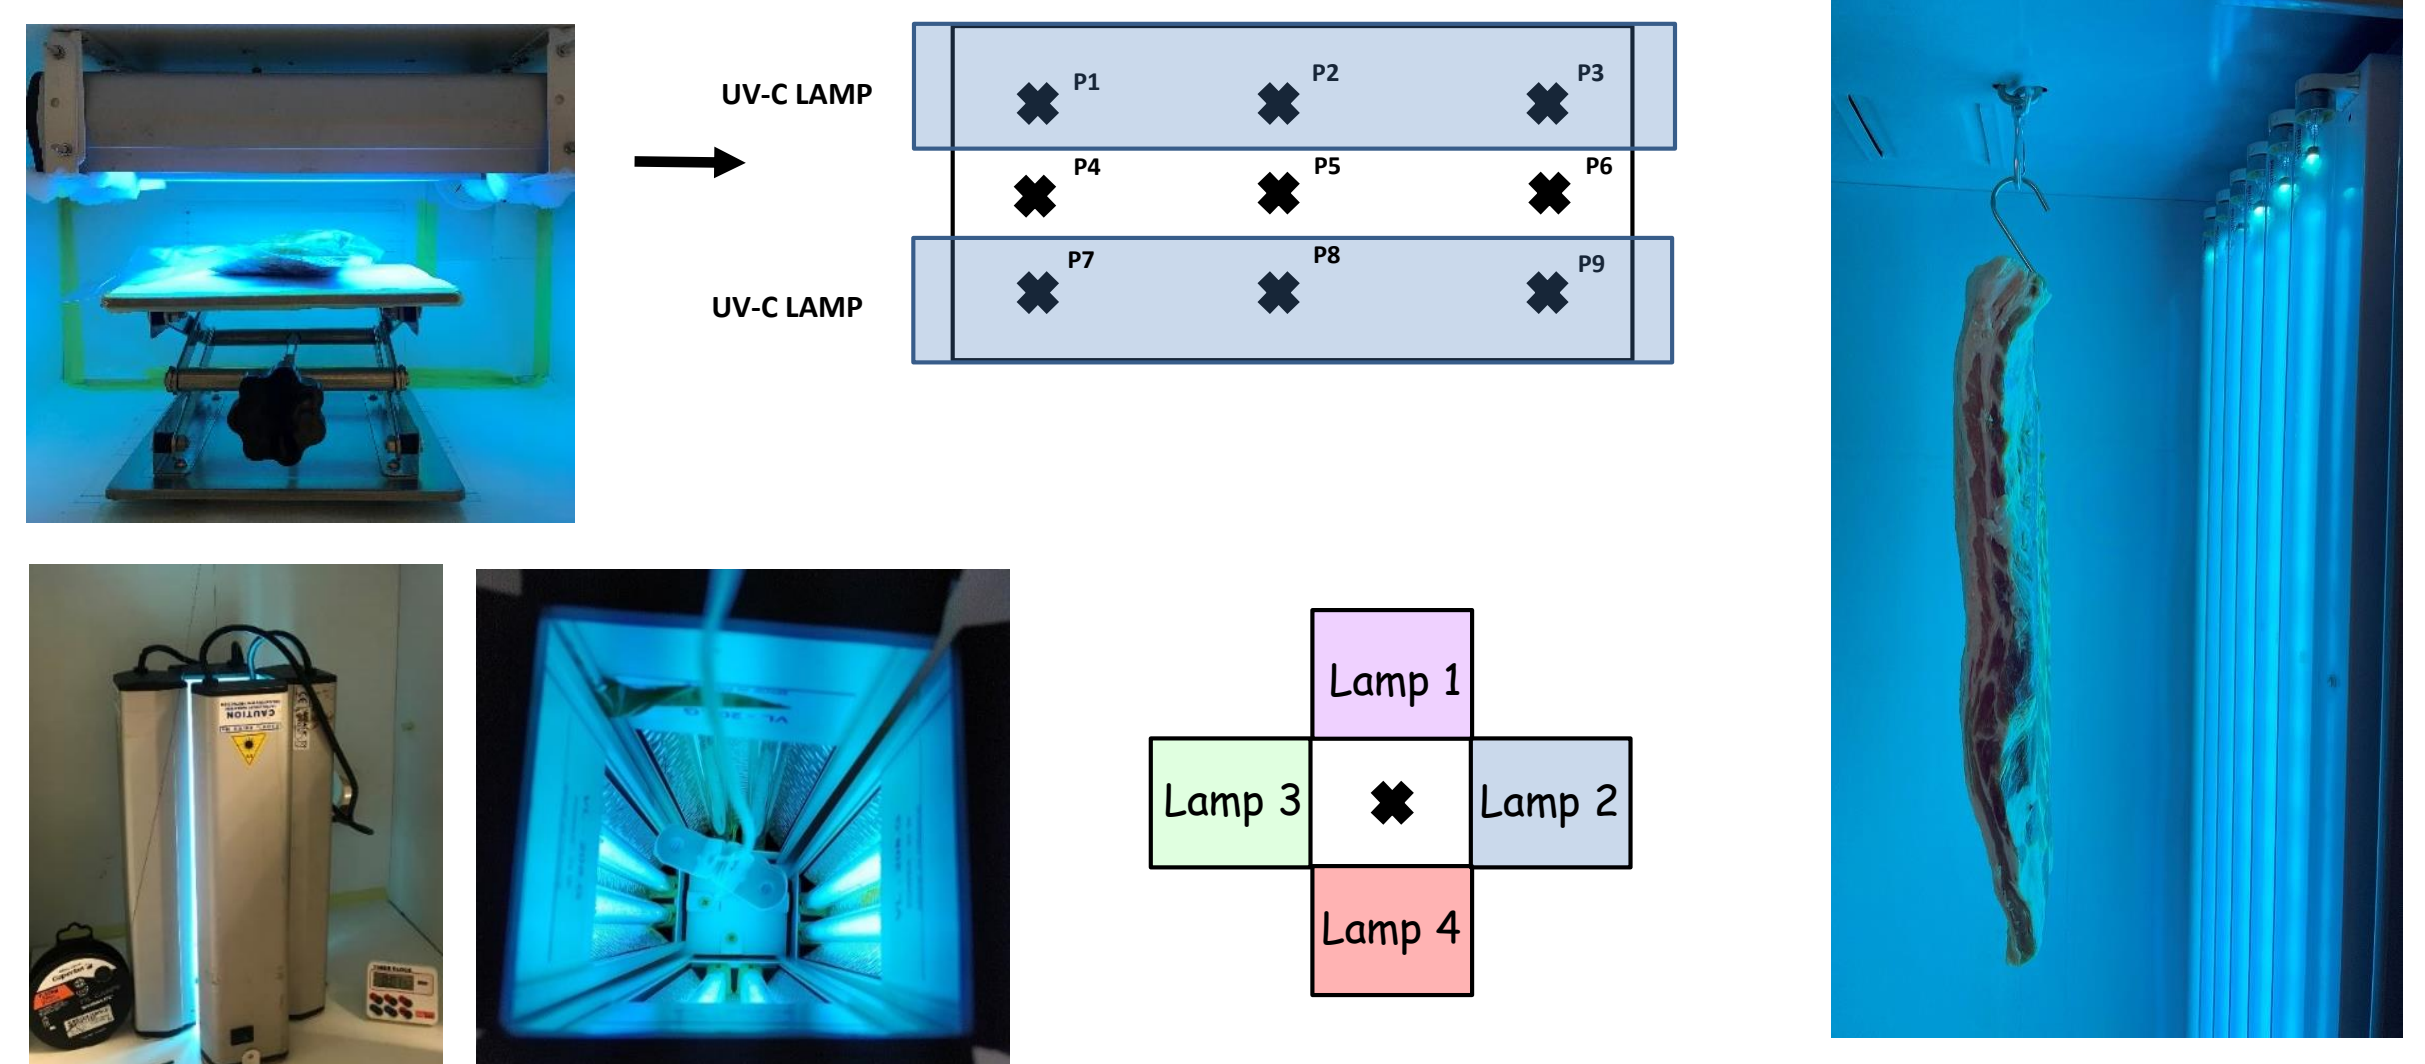 UV-C LAMP
P1
P2
P3
P4
P5
P6
UV-C LAMP
P7
P8
P9
CAUTION
Lamp 1
Lamp 3
Lamp 2
Lamp 4